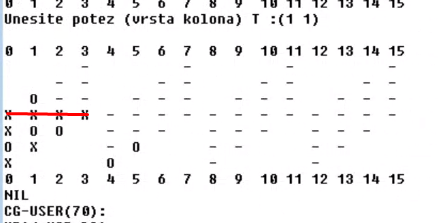 0 1 2 3 4 5 6 7 8 9 10 11 12 13 14 15
Unesite potez (vrsta kolona) T :(1 1)
0 1 2 3 4 5 6 7 8 9 10 11 12 13 14 15
- - - -
- - - - - - - -
O - - - - - - - - - -
X X X X - - - - - - - - - - -
X O O - - - - - - - -
O X - O - - -
X O - -
0 1 2 3 4 5 6 7 8 9 10 11 12 13 14 15
NIL
CG-USER(70):